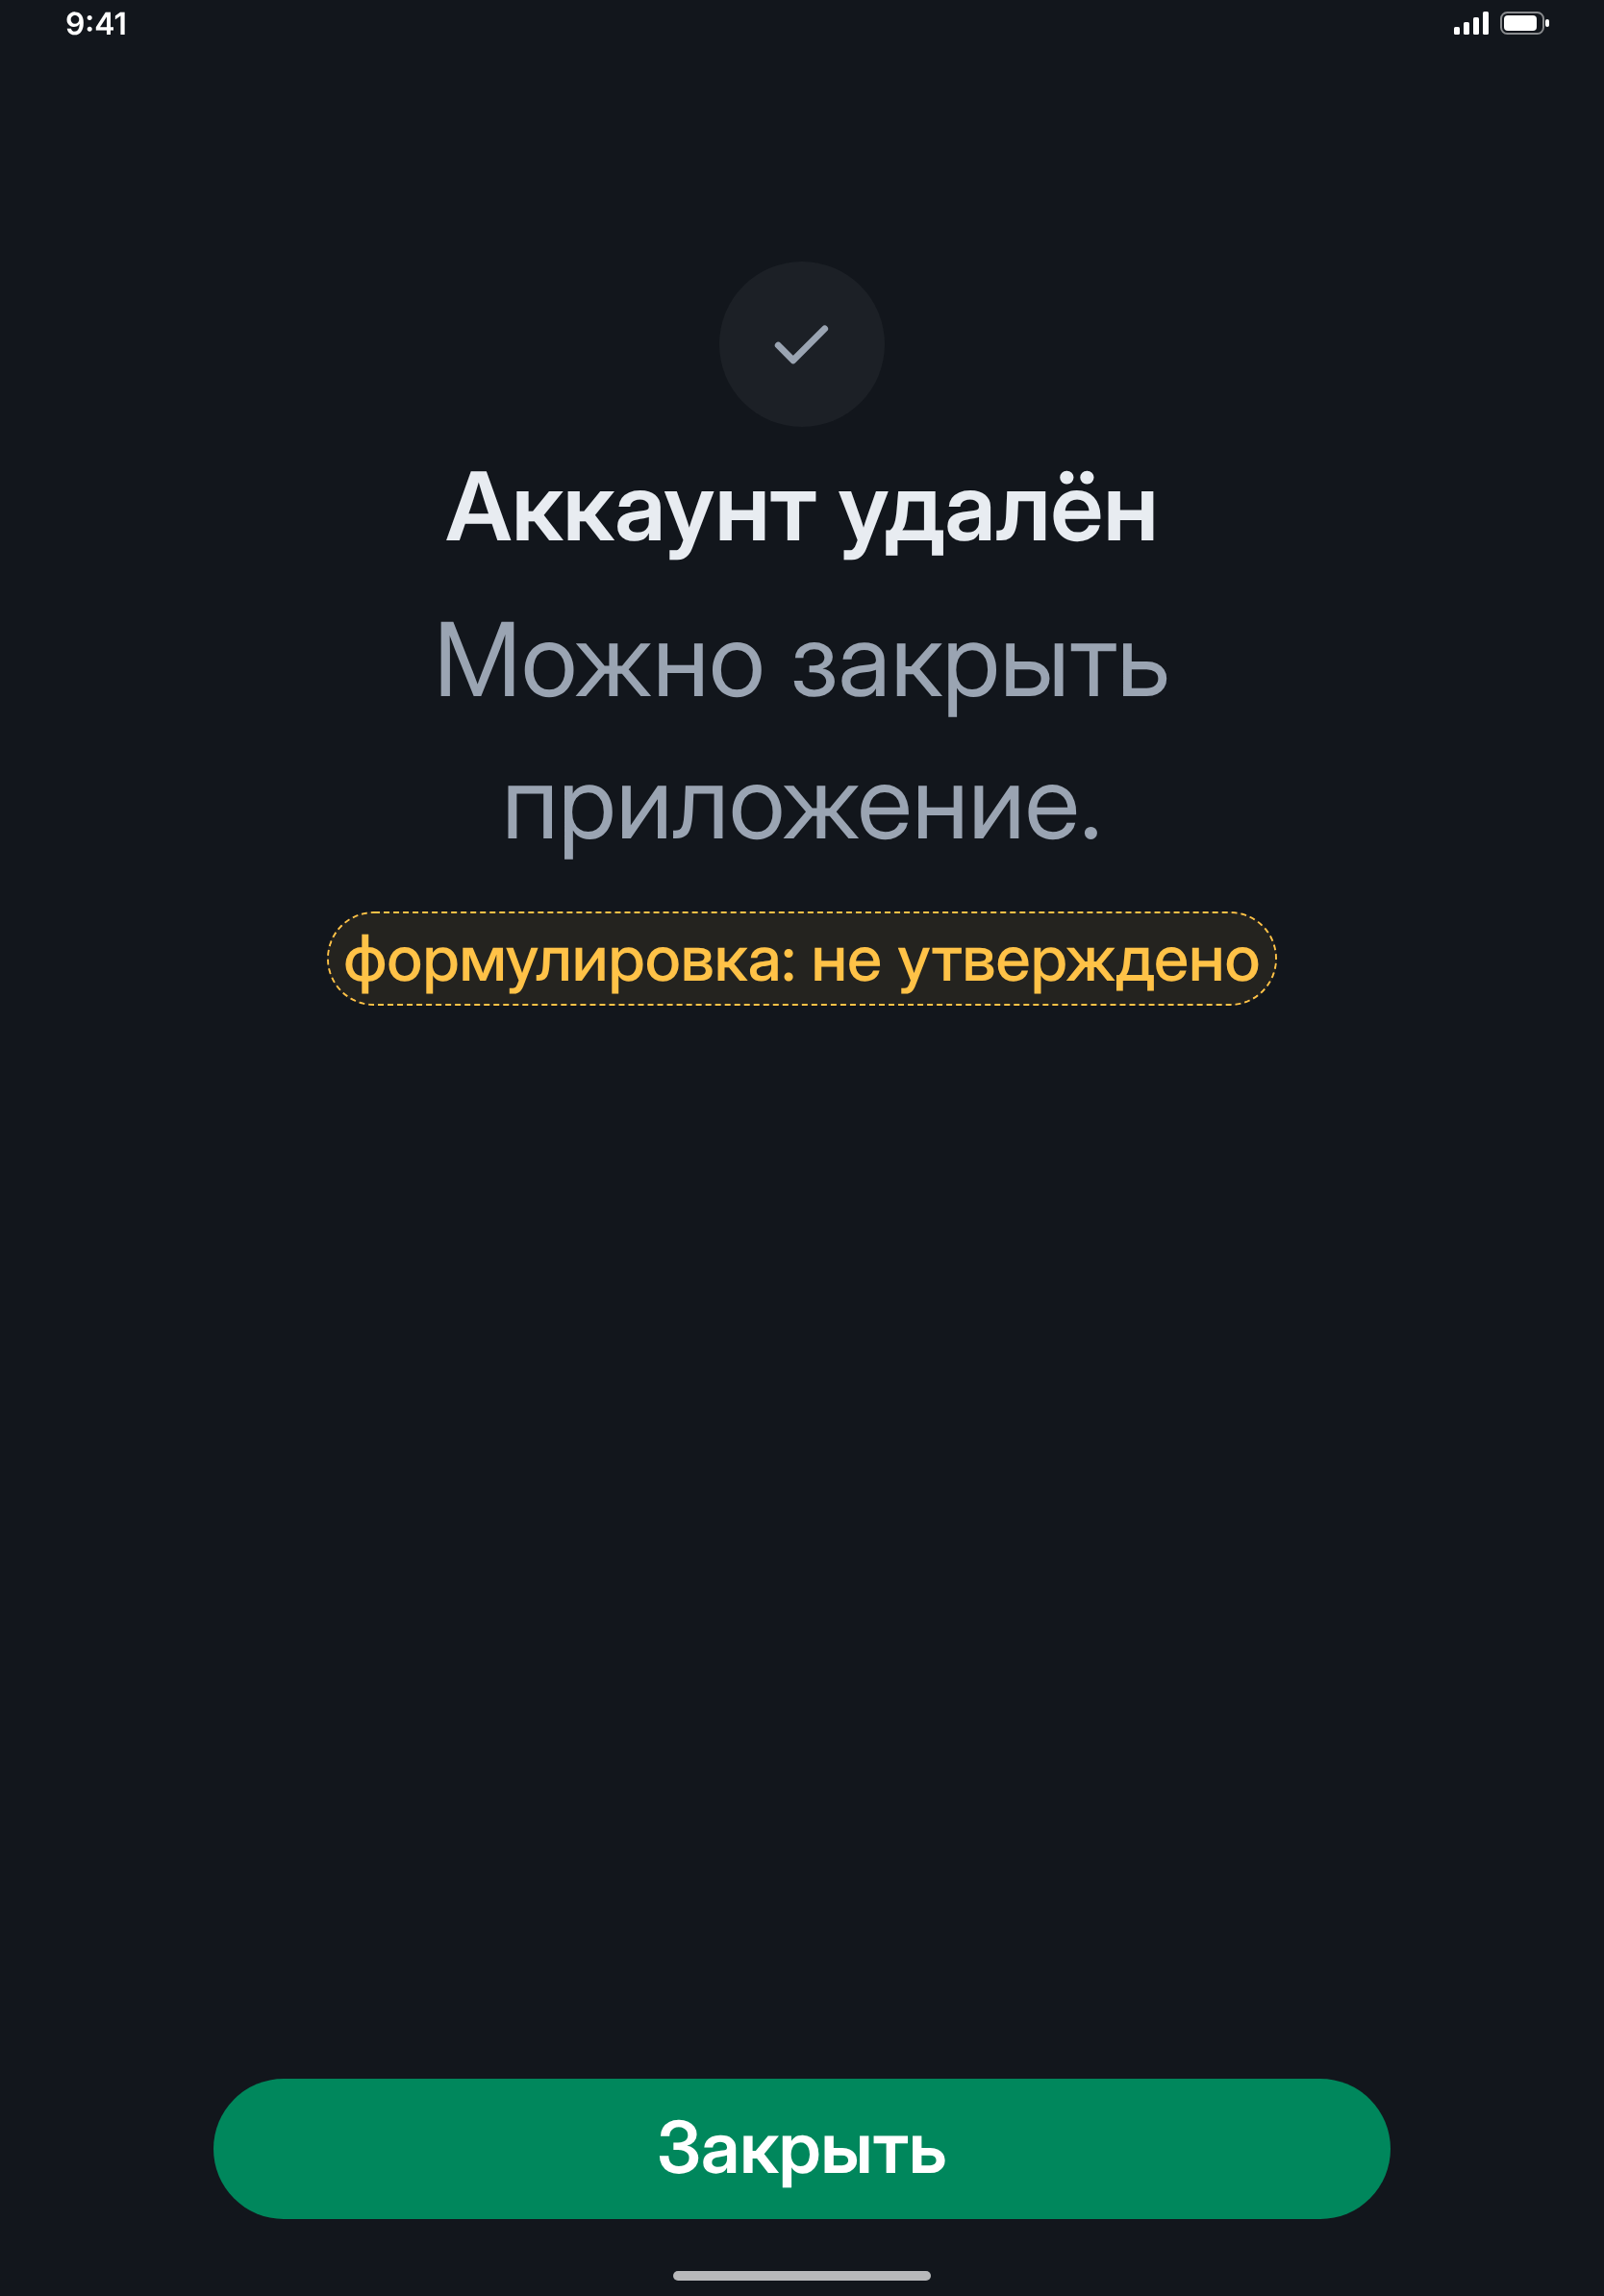 9:41
Аккаунт удалён
Можно закрыть
приложение.
формулировка: не утверждено
Закрыть